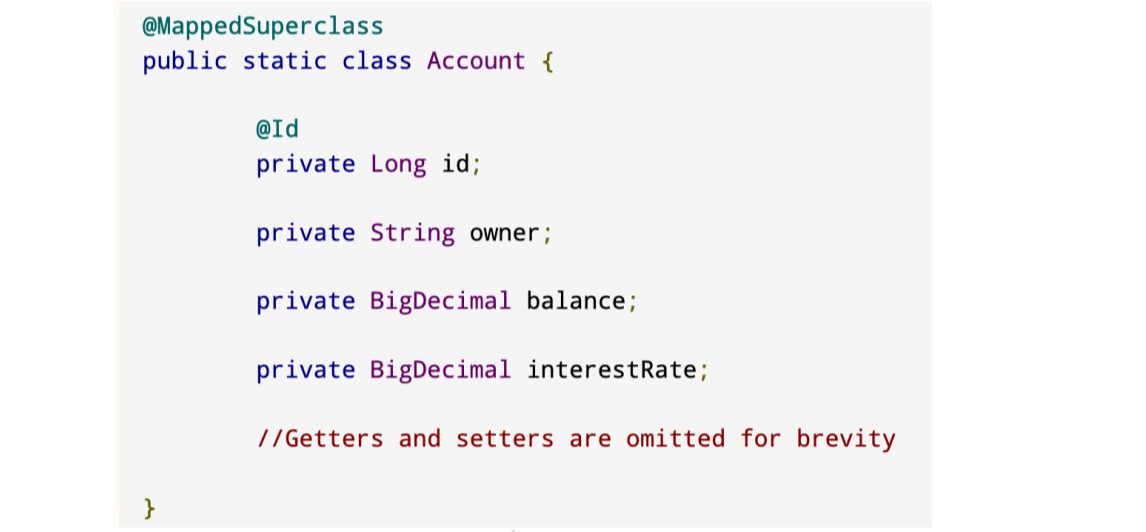 @MappedSuperclass
public static class Account {
@Id
private Long id;
private String owner;
private BigDecimal balance;
private BigDecimal interestRate;
//Getters and setters are omitted for brevity
}